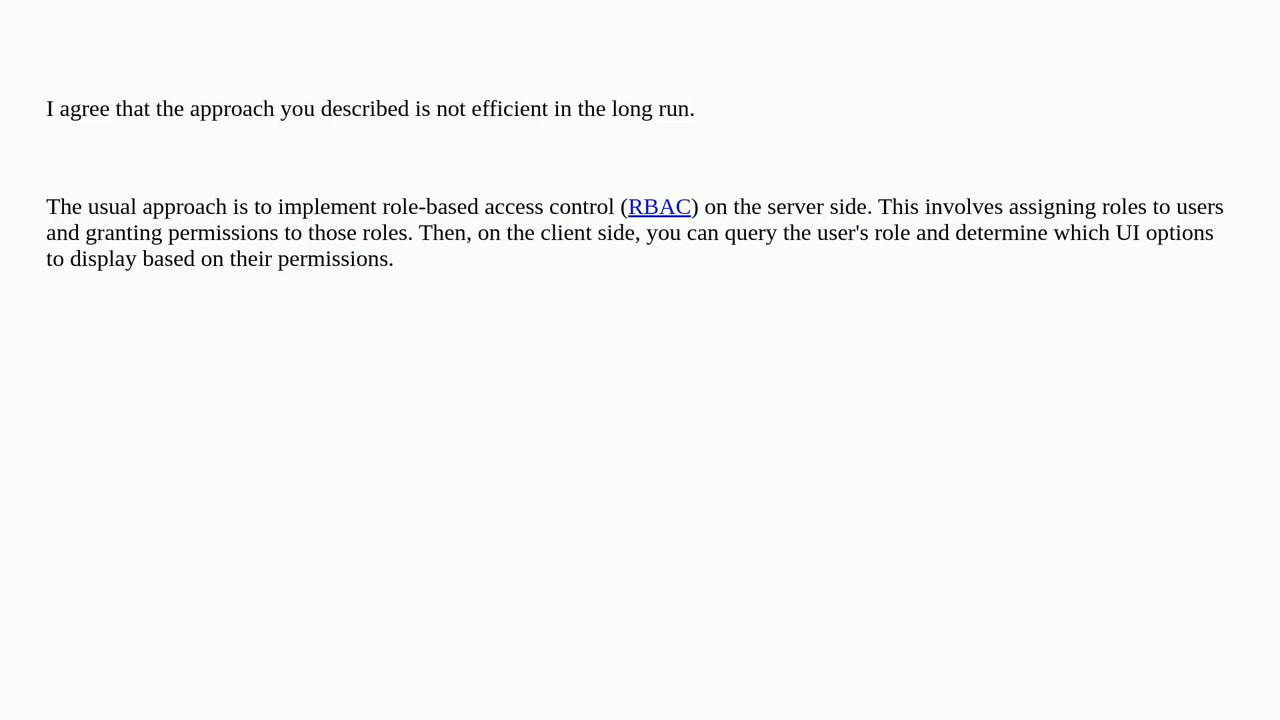 I agree that the approach you described is not efficient in the long run.
The usual approach is to implement role-based access control (RBAC) on the server side. This involves assigning roles to users
and granting permissions to those roles. Then, on the client side, you can query the user's role and determine which UI options
to display based on their permissions.